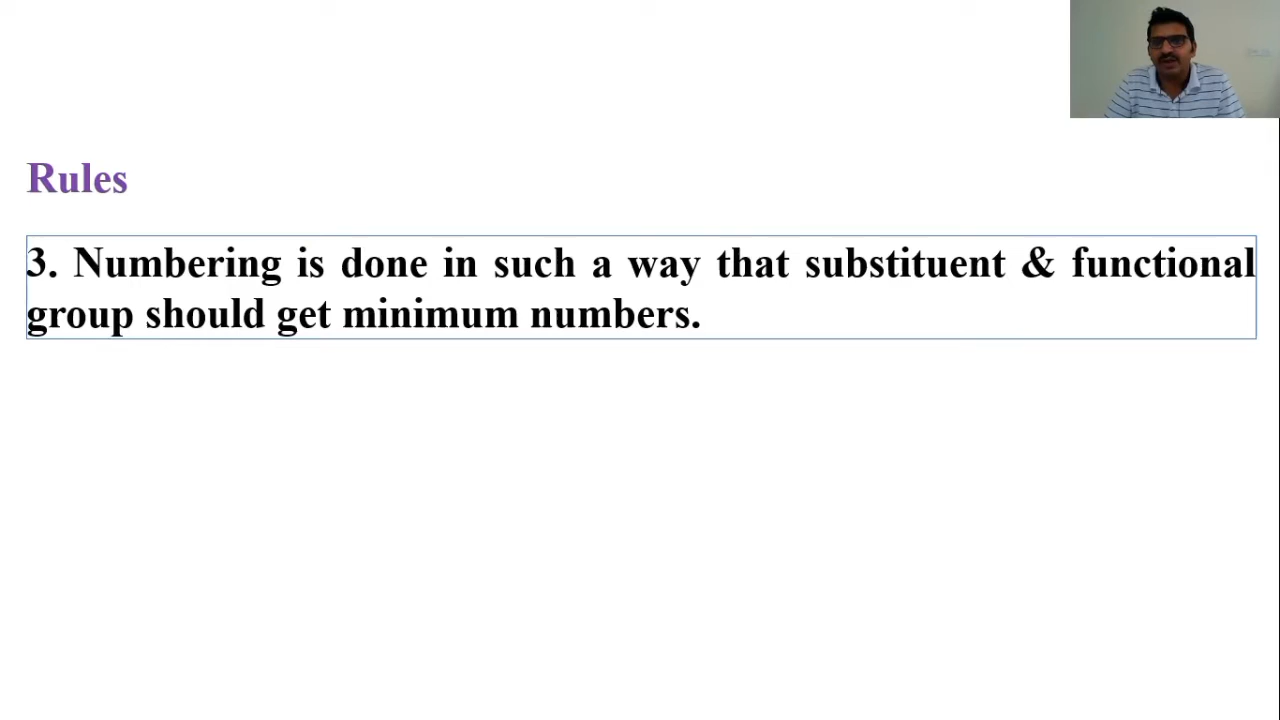 Rules
3. Numbering is done in such a way that substituent & functional
group should get minimum numbers.